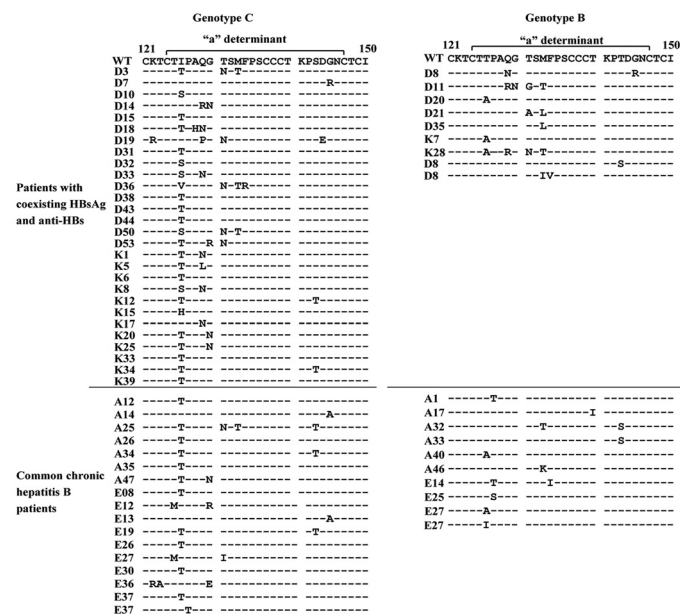 Genotype C
"a" determinant
121 150
WT CKTCTIPAQG TSMFPSCCCT KPSDGNCTCI
D3 -----T---- N-T------- ----------
D7 ---------- ---------- ----R-----
D10 -----S---- ---------- ----------
D14 --------RN ---------- ----------
D15 -----T---- ---------- ----------
D18 -----T-HN- ---------- ----------
D19 -R------P- N--------- ---E------
D31 -----T---- ---------- ----------
D32 -----S---- ---------- ----------
D33 -----S--N- ---------- ----------
D36 -----V---- N-TR------ ----------
D38 -----T---- ---------- ----------
D43 -----T---- ---------- ----------
D44 -----T---- ---------- ----------
D50 -----S---- N-T------- ----------
D53 -----T---R N--------- ----------
K1 -----T--N- ---------- ----------
K5 -----T--L- ---------- ----------
K6 -----T---- ---------- ----------
K8 -----S--N- ---------- ----------
K12 -----T---- ---------- --T-------
K15 -----H---- ---------- ----------
K17 --------N- ---------- ----------
K20 -----T---N ---------- ----------
K25 -----T---N ---------- ----------
K33 -----T---- ---------- ----------
K34 -----T---- ---------- --T-------
K39 -----T---- ---------- ----------
Patients with
coexisting HBsAg
and anti-HBs
A12 -----T---- ---------- ----------
A14 ---------- ---------- ----A-----
A25 -----T---- N-T------- --T-------
A26 -----T---- ---------- ----------
A34 -----T---- ---------- --T-------
A35 -----T---- ---------- ----------
A47 -----T---N ---------- ----------
E08 -----T---- ---------- ----------
E12 ----M----R ---------- ----------
E13 ---------- ---------- ----A-----
E19 -----T---- ---------- --T-------
E26 -----T---- ---------- ----------
E27 ----M----- I--------- ----------
E30 -----T---- ---------- ----------
E36 -RA------E ---------- ----------
E37 -----T---- ---------- ----------
E37 ------T--- ---------- ----------
Common chronic
hepatitis B
patients
Genotype B
"a" determinant
121 150
WT CKTCTTPAQG TSMFPSCCCT KPTDGNCTCI
D8 --------N- ---------- ----R-----
D11 --------RN G-T------- ----------
D20 -----A---- ---------- ----------
D21 ---------- A-L------- ----------
D35 ---------- --L------- ----------
K7 -----A---- ---------- ----------
K28 -----A--R- N-T------- ----------
D8 ---------- ---------- --S-------
D8 ---------- --IV------ ----------
A1 ------T--- ---------- ----------
A17 ---------- ---------I ----------
A32 ---------- --T------- --S-------
A33 ---------- ---------- --S-------
A40 -----A---- ---------- ----------
A46 ---------- --K------- ----------
E14 ------T--- ---I------ ----------
E25 ------S--- ---------- ----------
E27 -----A---- ---------- ----------
E27 -----I---- ---------- ----------